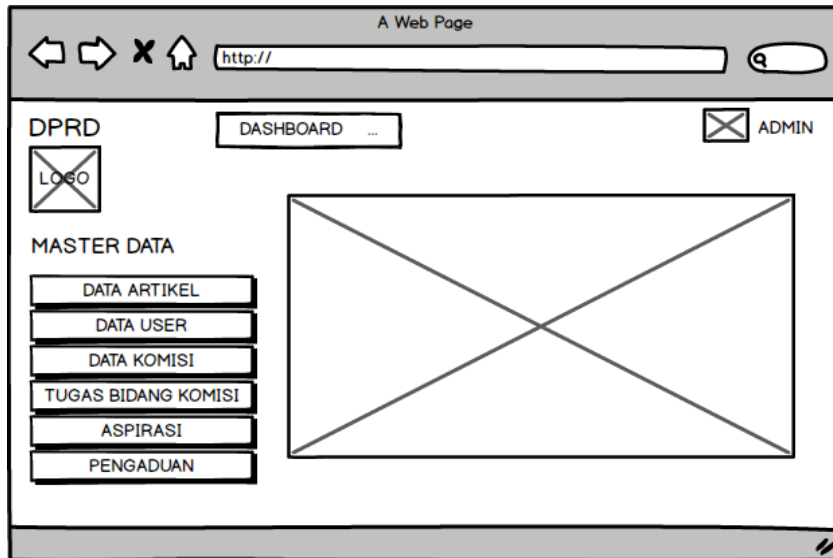 A Web Page
http://
DPRD
DASHBOARD ...
ADMIN
LOGO
MASTER DATA
DATA ARTIKEL
DATA USER
DATA KOMISI
TUGAS BIDANG KOMISI
ASPIRASI
PENGADUAN